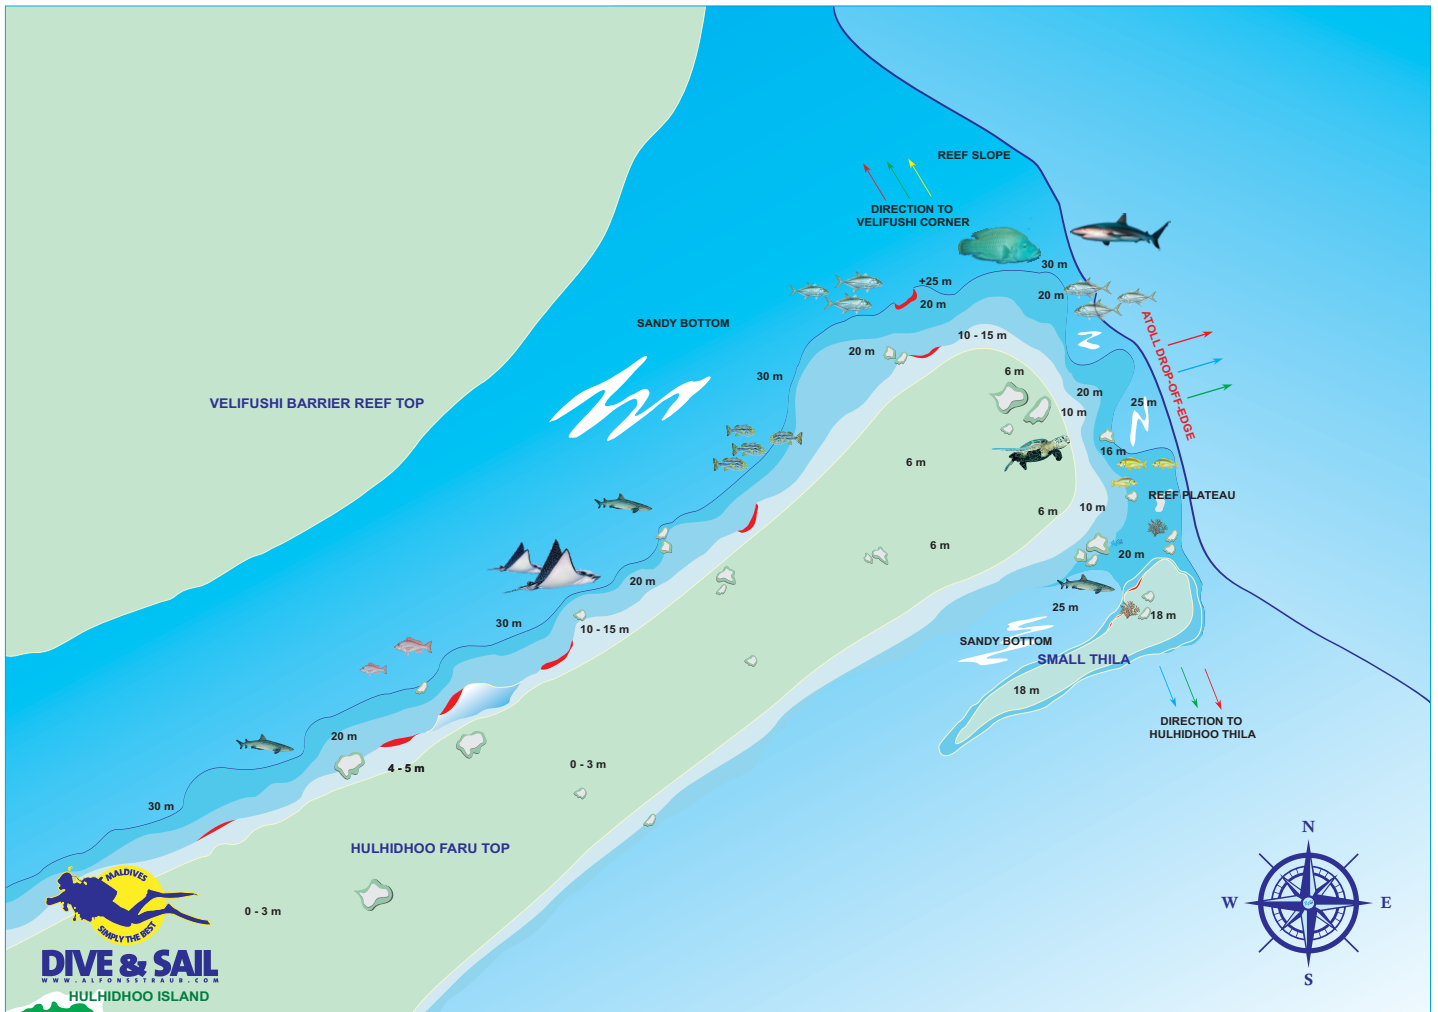 REEF SLOPE
DIRECTION TO
VELIFUSHI CORNER
30 m
+25 m
20 m
20 m
SANDY BOTTOM
ATOLL DROP-OFF-EDGE
10 - 15 m
20 m
30 m
6 m
20 m
VELIFUSHI BARRIER REEF TOP
25 m
10 m
16 m
6 m
REEF PLATEAU
10 m
6 m
6 m
20 m
20 m
25 m
18 m
30 m
10 - 15 m
SANDY BOTTOM
SMALL THILA
18 m
DIRECTION TO
HULHIDHOO THILA
20 m
4 - 5 m
0 - 3 m
30 m
HULHIDHOO FARU TOP
0 - 3 m
N
W
E
S
MALDIVES
SIMPLY THE BEST
DIVE & SAIL
WWW.ALFONSSTRAUB.COM
HULHIDHOO ISLAND